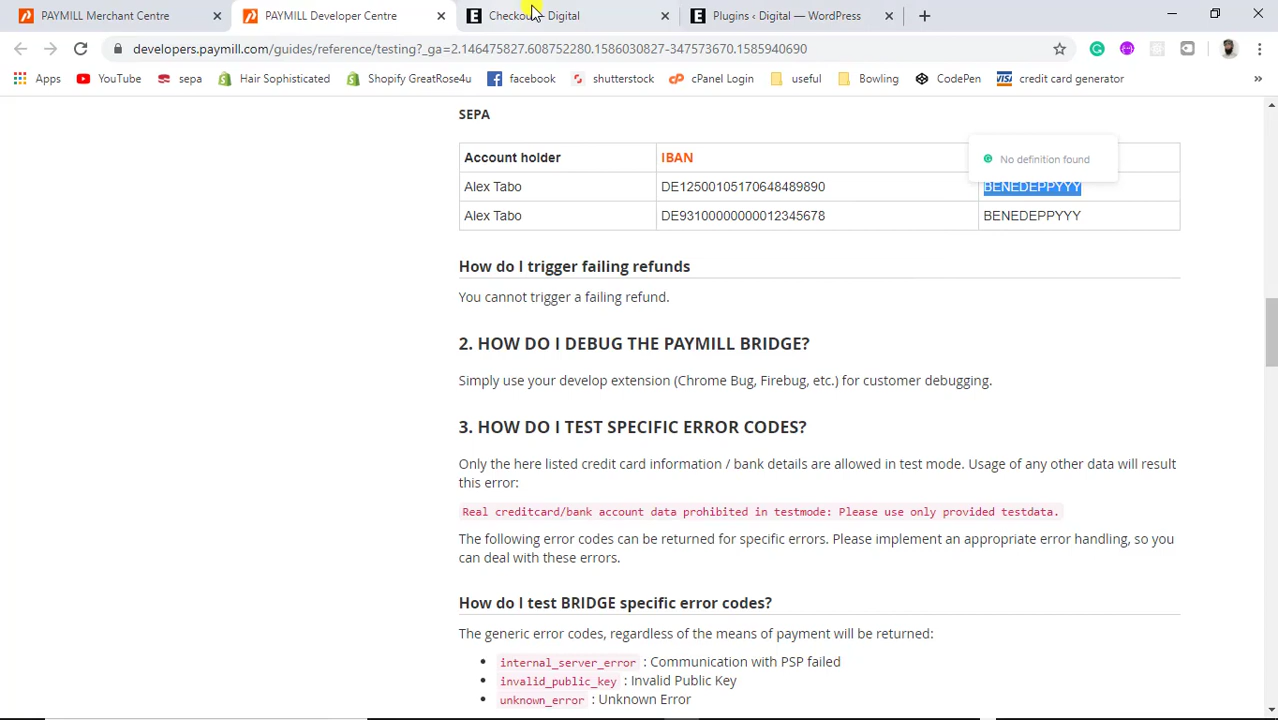 PAYMILL Merchant Centre
PAYMILL Developer Centre
Checkout – Digital
Plugins ‹ Digital — WordPress
developers.paymill.com/guides/reference/testing?_ga=2.146475827.608752280.1586030827-347573670.1585940690
Apps YouTube sepa Hair Sophisticated Shopify GreatRose4u facebook shutterstock cPanel Login useful Bowling CodePen VISA credit card generator »
SEPA
Account holder IBAN
No definition found
Alex Tabo DE12500105170648489890 BENEDEPPYYY
Alex Tabo DE93100000000012345678 BENEDEPPYYY
How do I trigger failing refunds
You cannot trigger a failing refund.
2. HOW DO I DEBUG THE PAYMILL BRIDGE?
Simply use your develop extension (Chrome Bug, Firebug, etc.) for customer debugging.
3. HOW DO I TEST SPECIFIC ERROR CODES?
Only the here listed credit card information / bank details are allowed in test mode. Usage of any other data will result
this error:
Real creditcard/bank account data prohibited in testmode: Please use only provided testdata.
The following error codes can be returned for specific errors. Please implement an appropriate error handling, so you
can deal with these errors.
How do I test BRIDGE specific error codes?
The generic error codes, regardless of the means of payment will be returned:
• internal_server_error : Communication with PSP failed
• invalid_public_key : Invalid Public Key
• unknown_error : Unknown Error